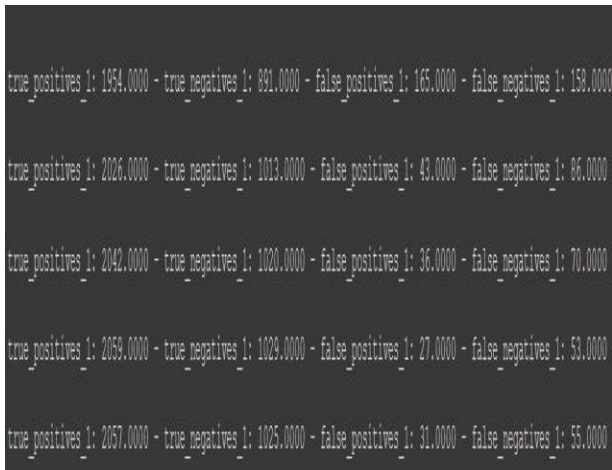 true_positives_1: 1954.0000 - true_negatives_1: 891.0000 - false_positives_1: 165.0000 - false_negatives_1: 158.0000
true_positives_1: 2026.0000 - true_negatives_1: 1013.0000 - false_positives_1: 43.0000 - false_negatives_1: 86.0000
true_positives_1: 2042.0000 - true_negatives_1: 1020.0000 - false_positives_1: 36.0000 - false_negatives_1: 70.0000
true_positives_1: 2059.0000 - true_negatives_1: 1029.0000 - false_positives_1: 27.0000 - false_negatives_1: 53.0000
true_positives_1: 2057.0000 - true_negatives_1: 1025.0000 - false_positives_1: 31.0000 - false_negatives_1: 55.0000